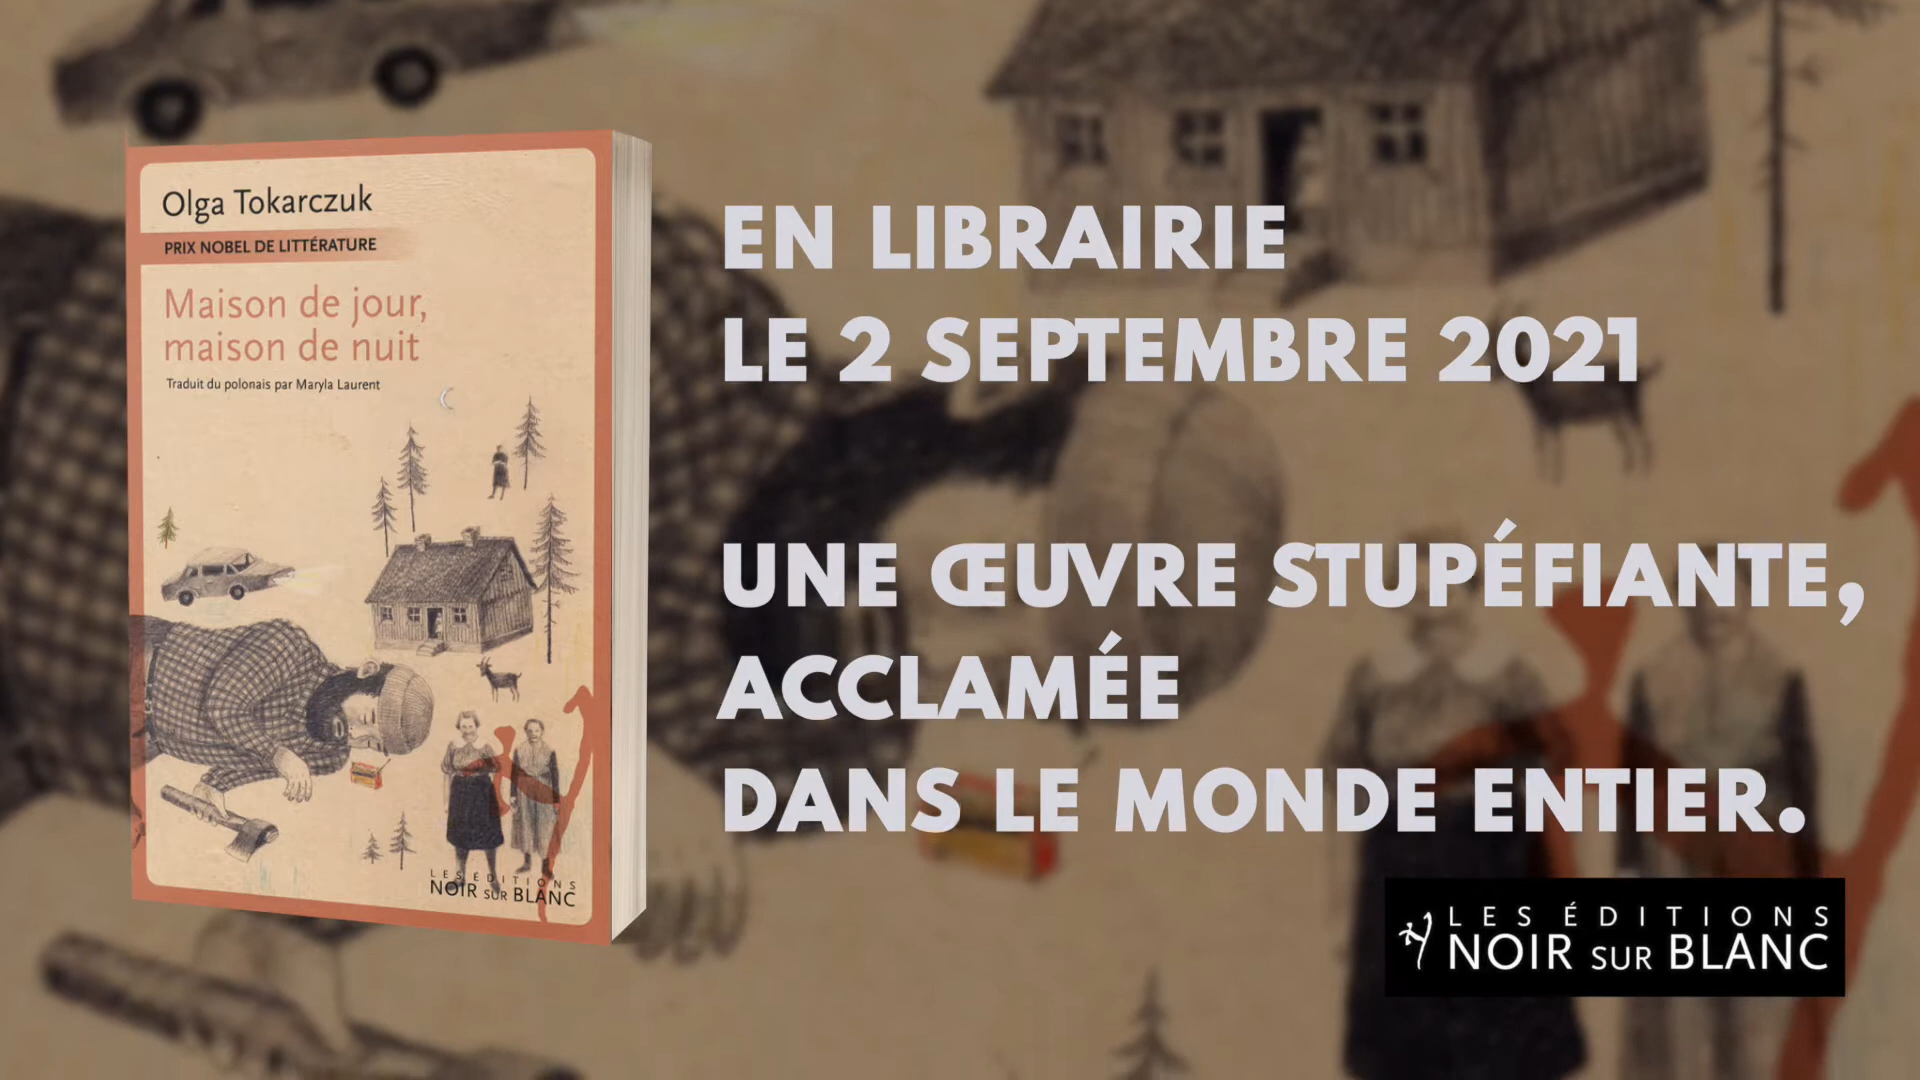 Olga Tokarczuk
PRIX NOBEL DE LITTÉRATURE
Maison de jour,
maison de nuit
Traduit du polonais par Maryla Laurent
LES ÉDITIONS
NOIR SUR BLANC
EN LIBRAIRIE
LE 2 SEPTEMBRE 2021
UNE ŒUVRE STUPÉFIANTE,
ACCLAMÉE
DANS LE MONDE ENTIER.
LES ÉDITIONS
NOIR SUR BLANC